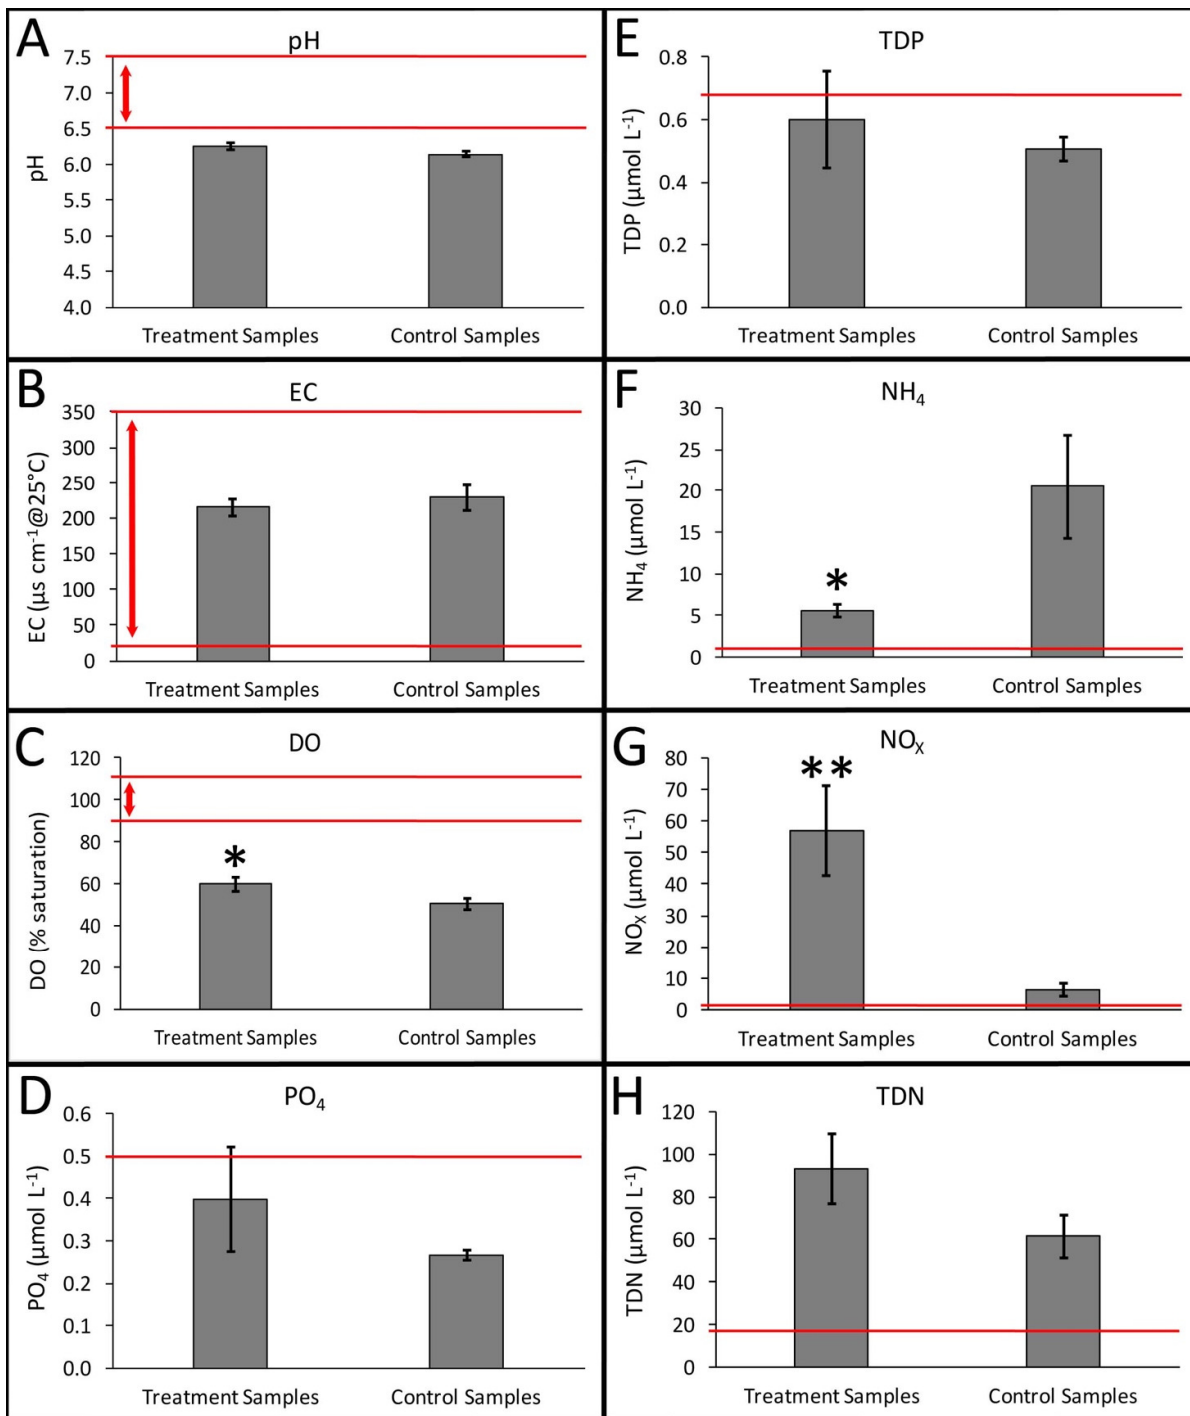 A
pH
7.5
7.0
6.5
6.0
5.5
5.0
4.5
4.0
pH
Treatment Samples
Control Samples
B
EC
350
300
250
200
150
100
50
0
EC (µs cm⁻¹@25°C)
Treatment Samples
Control Samples
C
DO
120
100
80
60
40
20
0
DO (% saturation)
*
Treatment Samples
Control Samples
D
PO₄
0.6
0.5
0.4
0.3
0.2
0.1
0.0
PO₄ (µmol L⁻¹)
Treatment Samples
Control Samples
E
TDP
0.8
0.6
0.4
0.2
0.0
TDP (µmol L⁻¹)
Treatment Samples
Control Samples
F
NH₄
30
25
20
15
10
5
0
NH₄ (µmol L⁻¹)
*
Treatment Samples
Control Samples
G
NOₓ
80
70
60
50
40
30
20
10
0
NOₓ (µmol L⁻¹)
**
Treatment Samples
Control Samples
H
TDN
120
100
80
60
40
20
0
TDN (µmol L⁻¹)
Treatment Samples
Control Samples